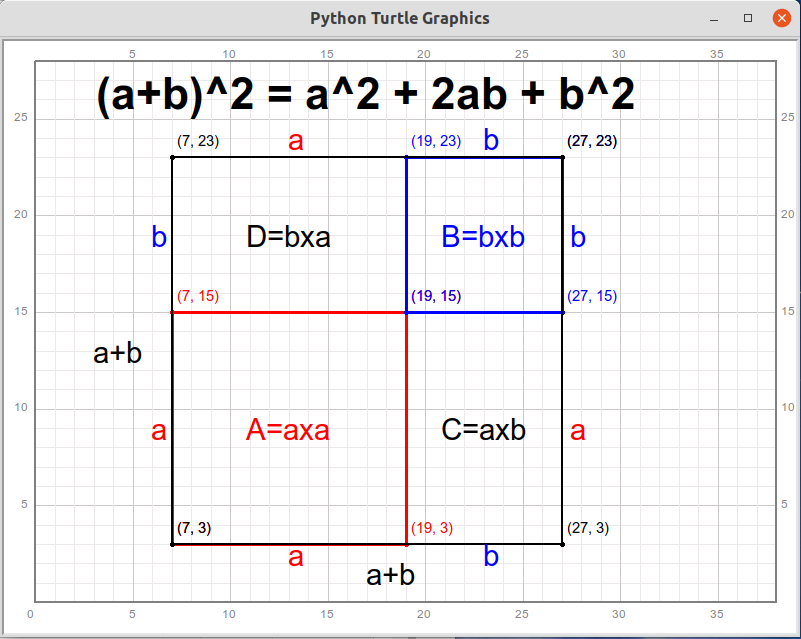 Python Turtle Graphics
5 10 15 20 25 30 35
(a+b)^2 = a^2 + 2ab + b^2
25 25
(7, 23) a (19, 23) b (27, 23)
20 20
b D=bxa B=bxb b
(7, 15) (19, 15) (27, 15)
15 15
a+b
10 10
a A=axa C=axb a
5 5
(7, 3) (19, 3) (27, 3)
a b
a+b
0 5 10 15 20 25 30 35